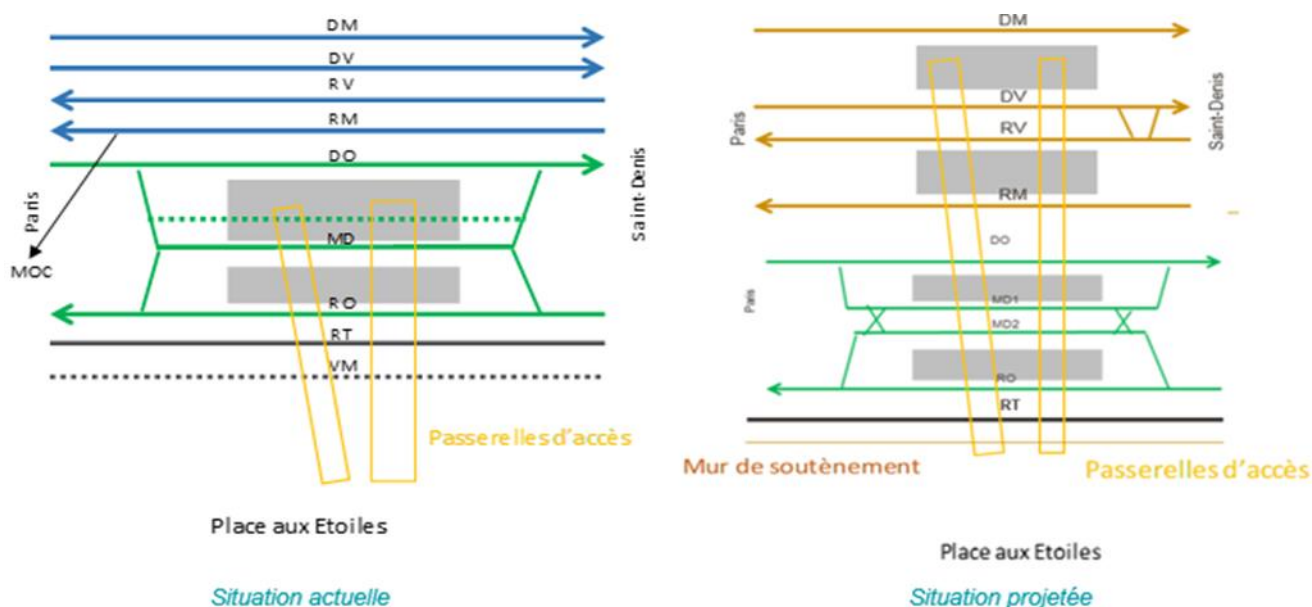 DM
DV
RV
RM
DO
Paris
Saint-Denis
MOC
MD
RO
RT
VM
Passerelles d'accès
Place aux Etoiles
Situation actuelle
DM
DV
Paris
RV
Saint-Denis
RM
DO
Paris
MD1
MD2
RO
RT
Mur de soutènement
Passerelles d'accès
Place aux Etoiles
Situation projetée